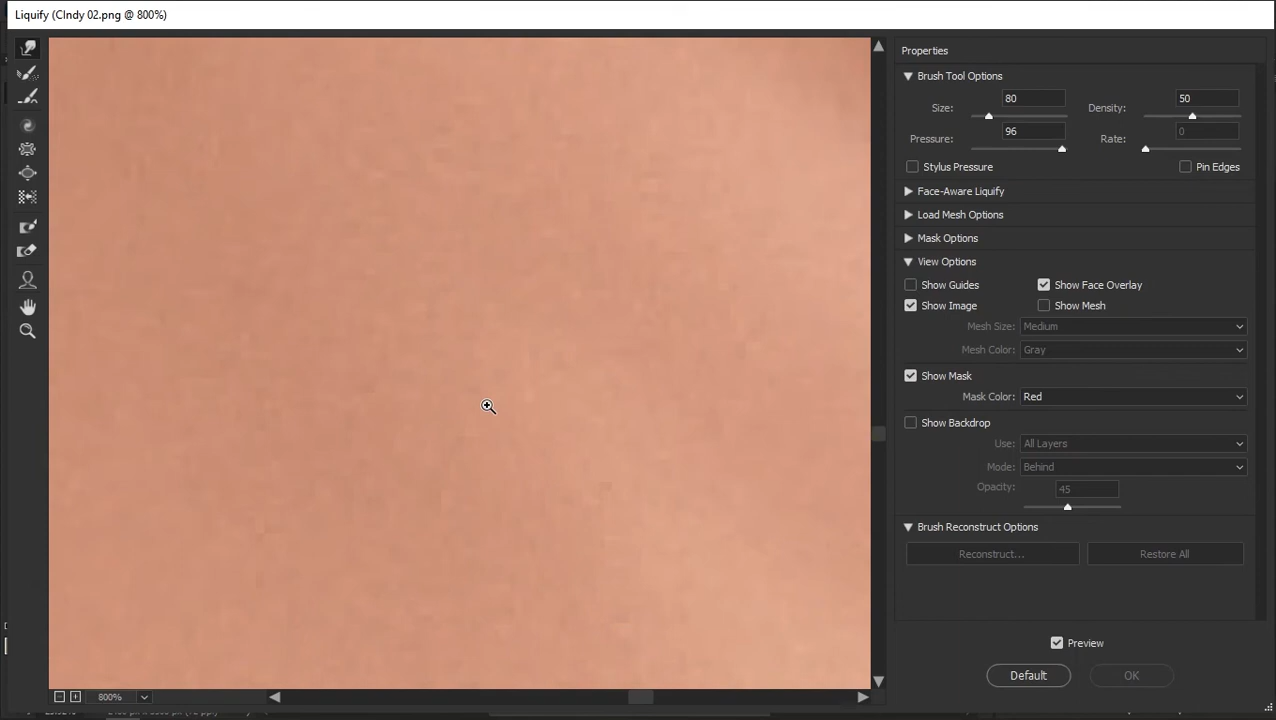 Liquify (CIndy 02.png @ 800%)
Properties
Brush Tool Options
Size: 80 Density: 50
Pressure: 96 Rate: 0
Stylus Pressure Pin Edges
Face-Aware Liquify
Load Mesh Options
Mask Options
View Options
Show Guides Show Face Overlay
Show Image Show Mesh
Mesh Size: Medium
Mesh Color: Gray
Show Mask
Mask Color: Red
Show Backdrop
Use: All Layers
Mode: Behind
Opacity: 45
Brush Reconstruct Options
Reconstruct... Restore All
Preview
Default OK
800%